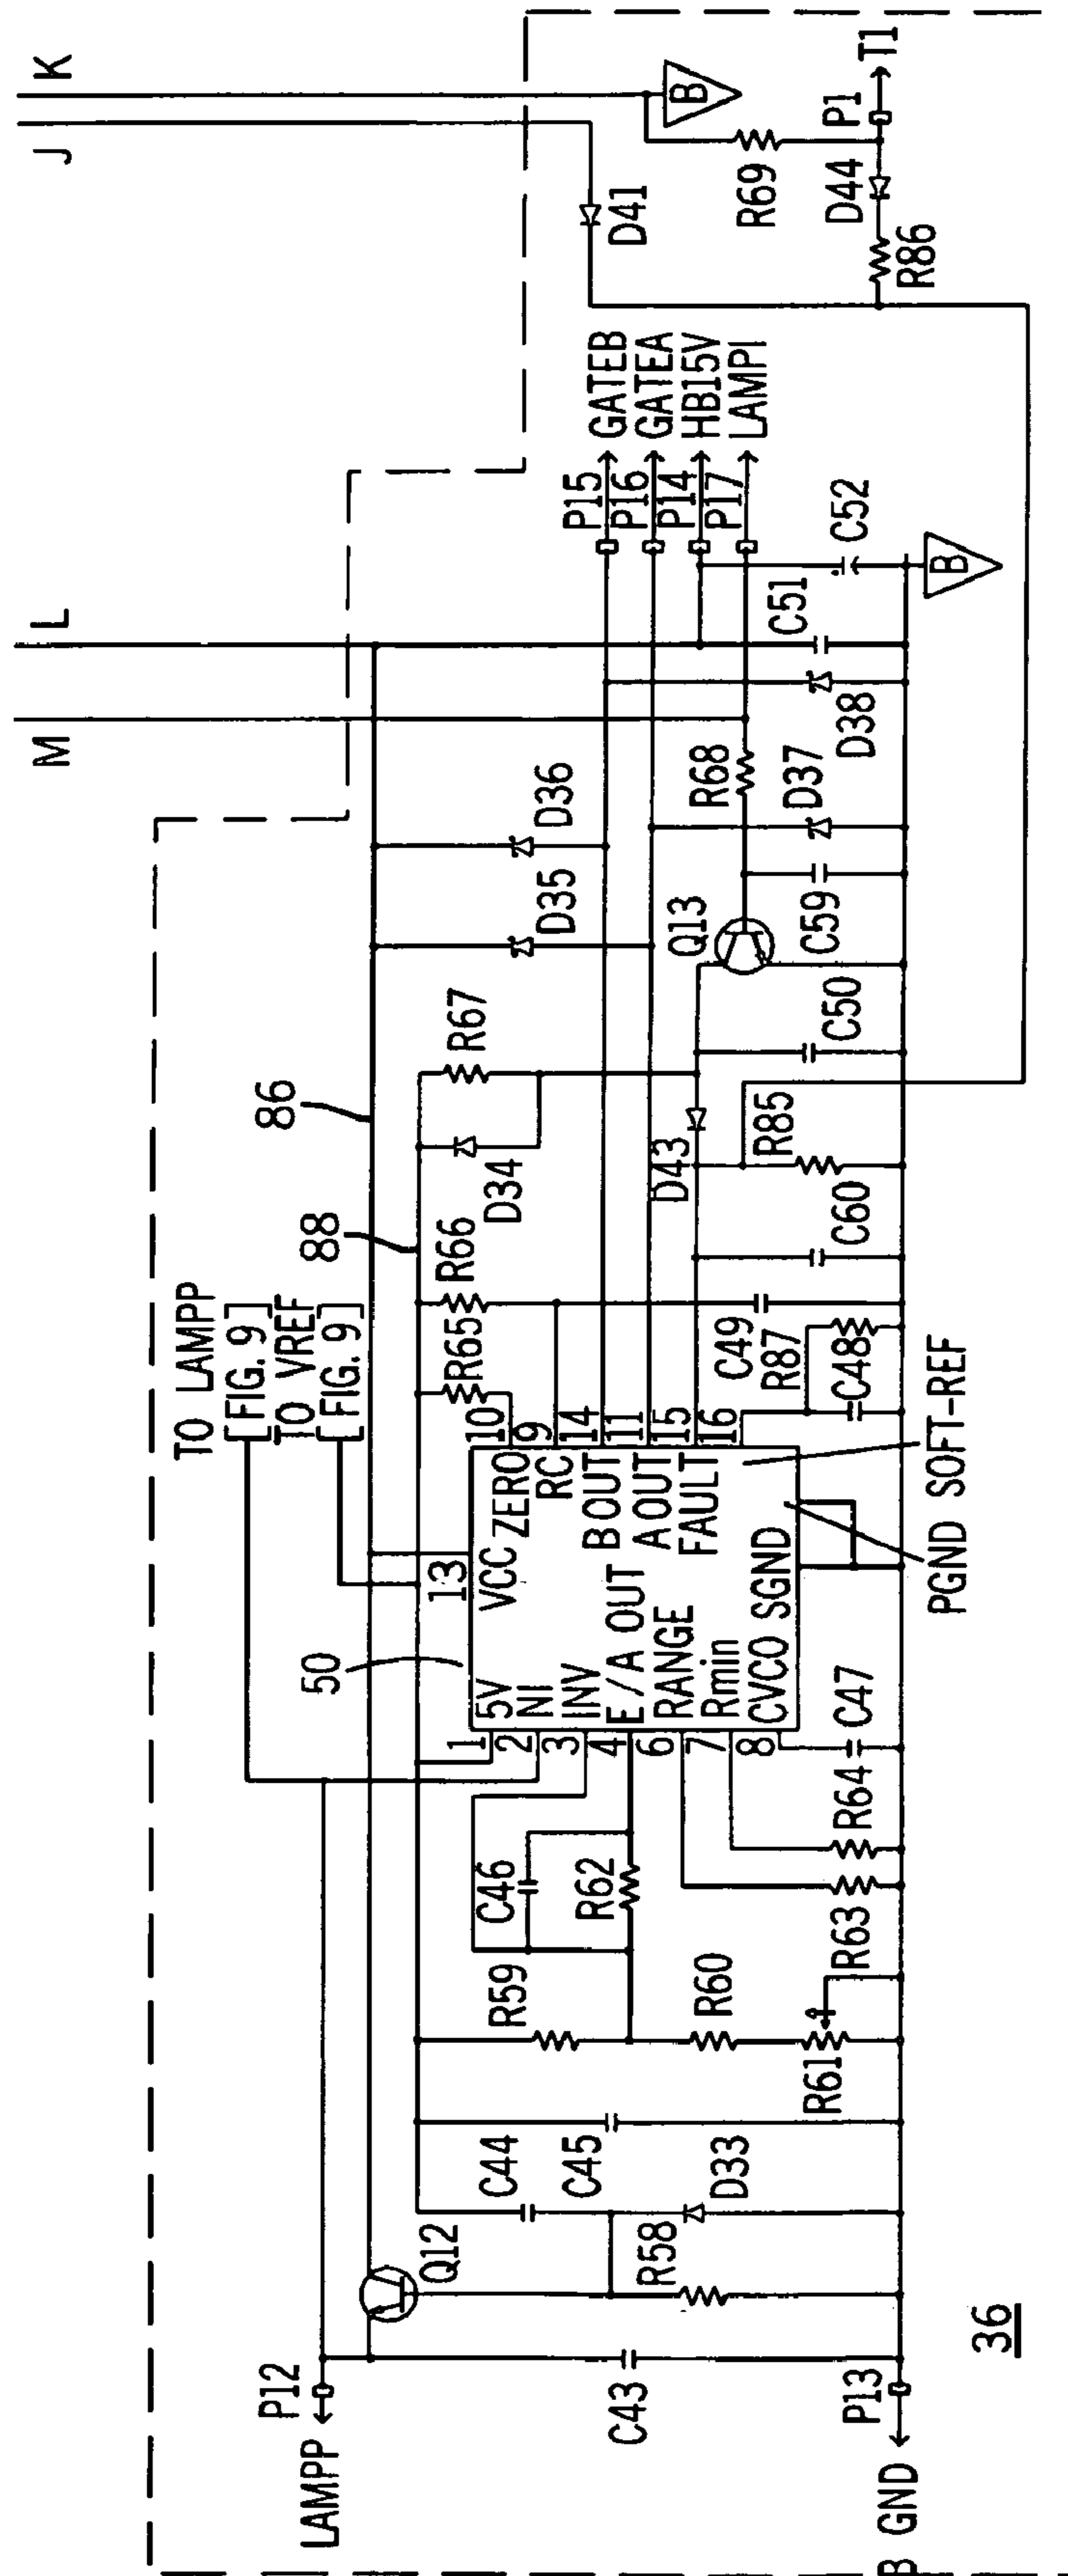 K
J
L
M
B
R69
P1
T1
D44
R86
D41
GATEB
GATEA
HB15V
LAMPI
P15
P16
P14
P17
C52
B
C51
D38
R68
D37
D36
D35
Q13
C59
C50
R67
86
D34
D43
R85
88
C60
R66
R65
C49
R87
C48
TO LAMPP
[FIG. 9]
TO VREF
[FIG. 9]
10
9
14
11
15
16
13
VCC
ZERO
RC
BOUT
AOUT
FAULT
SGND
SOFT-REF
PGND
50
5V
NI
INV
E/A OUT
RANGE
Rmin
CVCO
1
2
3
4
6
7
8
C47
R64
R63
C46
R62
R59
R60
R61
C44
C45
D33
Q12
R58
C43
P12
LAMPP
P13
B GND
36